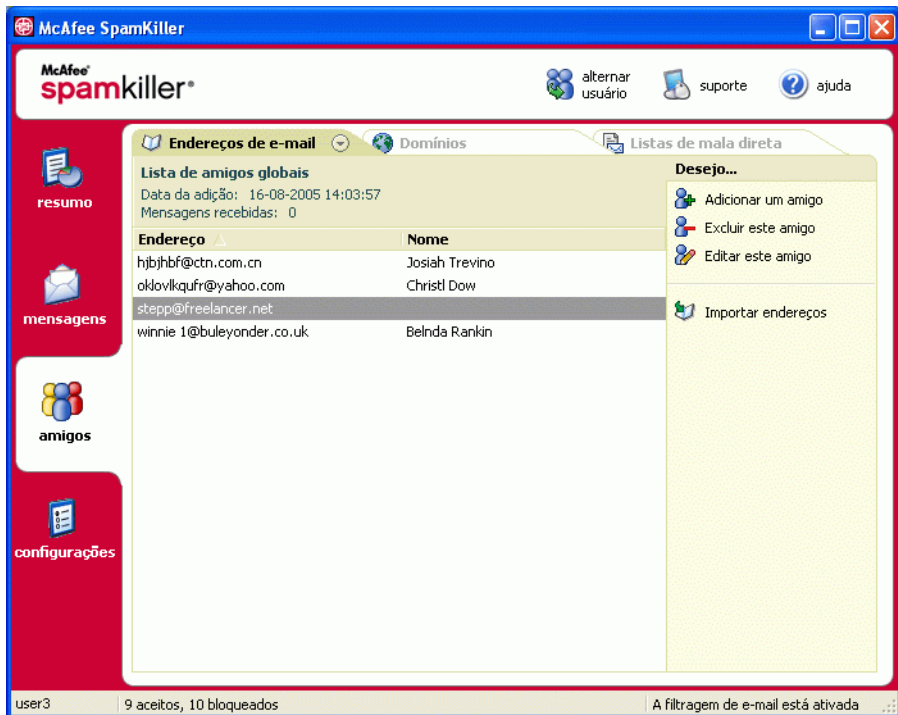 McAfee SpamKiller
McAfee
spamkiller
alternar usuário
suporte
ajuda
resumo
mensagens
amigos
configurações
Endereços de e-mail
Domínios
Listas de mala direta
Lista de amigos globais
Data da adição: 16-08-2005 14:03:57
Mensagens recebidas: 0
Endereço Nome
hjbjhbf@ctn.com.cn Josiah Trevino
oklovlkqufr@yahoo.com Christl Dow
stepp@freelancer.net
winnie 1@buleyonder.co.uk Belnda Rankin
Desejo...
Adicionar um amigo
Excluir este amigo
Editar este amigo
Importar endereços
user3
9 aceitos, 10 bloqueados
A filtragem de e-mail está ativada